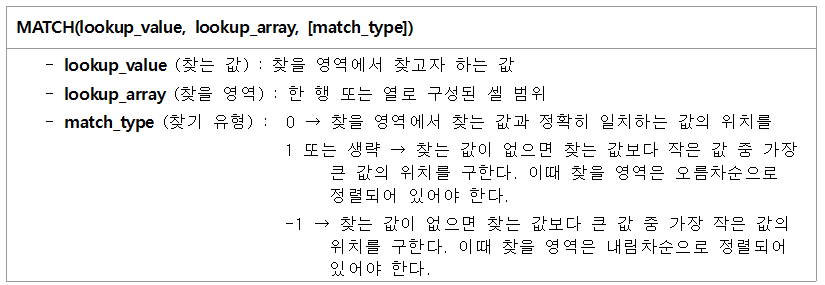 MATCH(lookup_value, lookup_array, [match_type])
- lookup_value (찾는 값) : 찾을 영역에서 찾고자 하는 값
- lookup_array (찾을 영역) : 한 행 또는 열로 구성된 셀 범위
- match_type (찾기 유형) : 0 → 찾을 영역에서 찾는 값과 정확히 일치하는 값의 위치를
1 또는 생략 → 찾는 값이 없으면 찾는 값보다 작은 값 중 가장
큰 값의 위치를 구한다. 이때 찾을 영역은 오름차순으로
정렬되어 있어야 한다.
-1 → 찾는 값이 없으면 찾는 값보다 큰 값 중 가장 작은 값의
위치를 구한다. 이때 찾을 영역은 내림차순으로 정렬되어
있어야 한다.